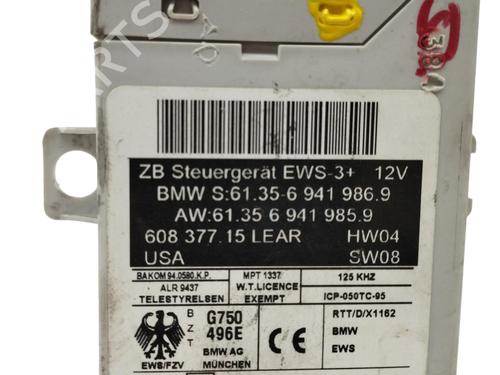 ZB Steuergerät EWS-3+ 12V
BMW S:61.35-6 941 986.9
AW:61.35 6 941 985.9
608 377.15 LEAR HW04
USA SW08
BAKOM 94.0580.K.P. MPT 1337 125 KHZ
ALR 9437 W.T.LICENCE
TELESTYRELSEN EXEMPT ICP-050TC-95
B Z T G750 RTT/D/X1162
496E BMW
BMW AG EWS
EWS/FZV MÜNCHEN